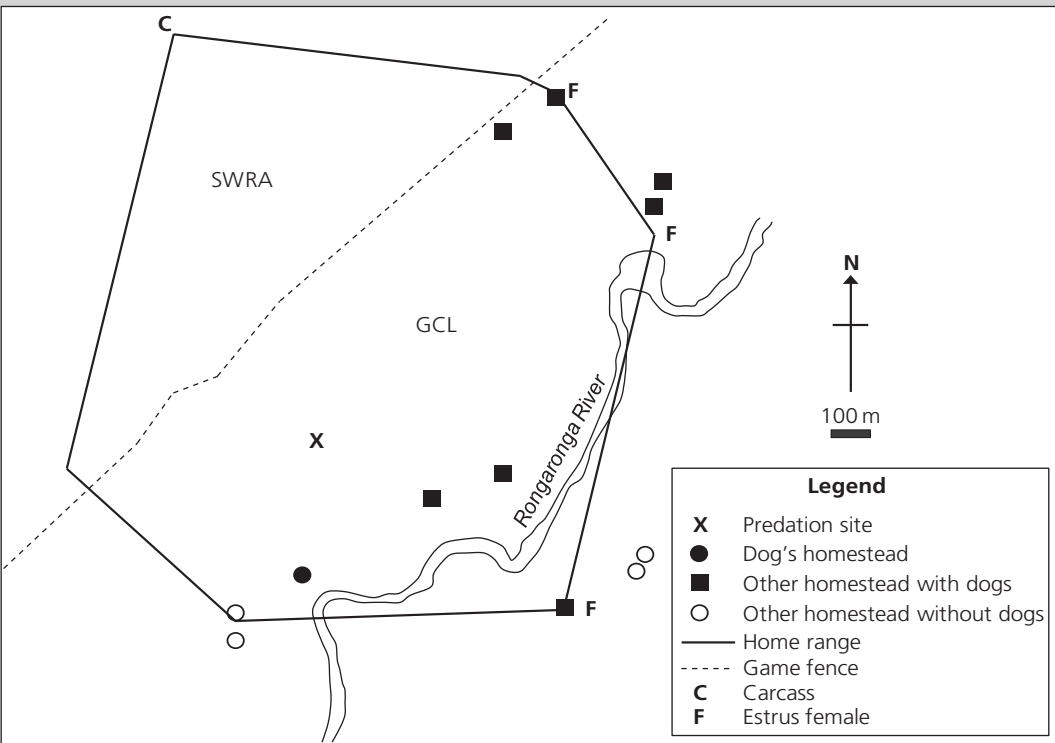 C
F
SWRA
F
N
GCL
100 m
Rongaronga River
X
F
Legend
X Predation site
Dog's homestead
Other homestead with dogs
Other homestead without dogs
Home range
Game fence
C Carcass
F Estrus female